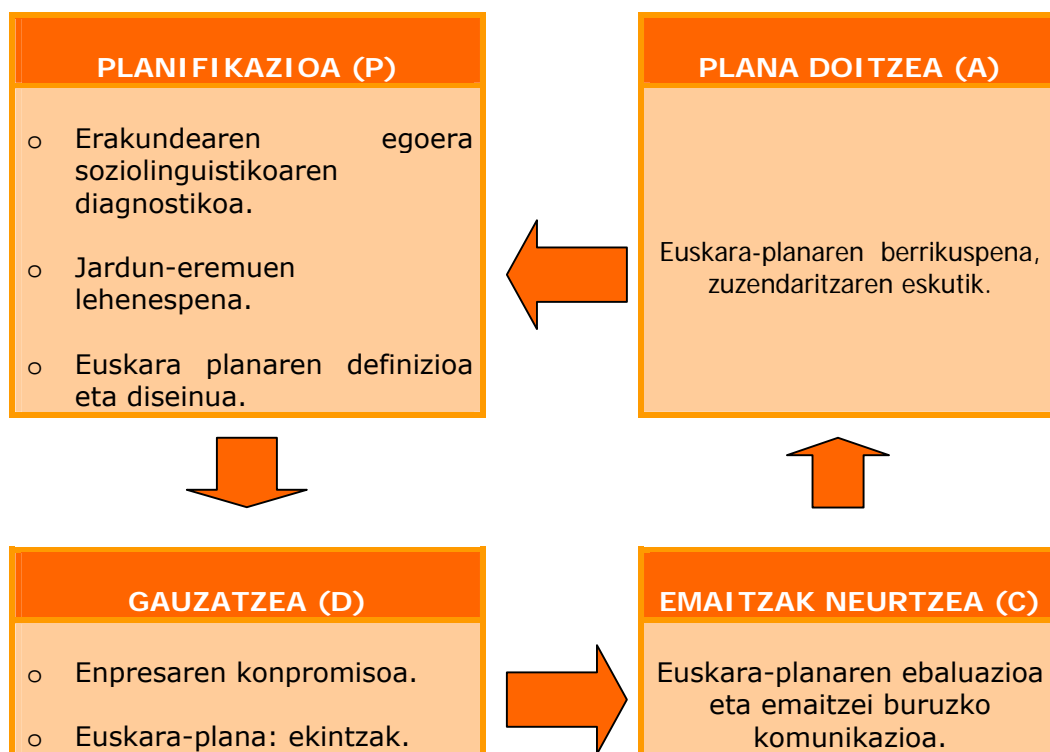 PLANIFIKAZIOA (P)
o Erakundearen egoera
soziolinguistikoaren
diagnostikoa.
o Jardun-eremuen
lehenespena.
o Euskara planaren definizioa
eta diseinua.
PLANA DOITZEA (A)
Euskara-planaren berrikuspena,
zuzendaritzaren eskutik.
GAUZATZEA (D)
o Enpresaren konpromisoa.
o Euskara-plana: ekintzak.
EMAITZAK NEURTZEA (C)
Euskara-planaren ebaluazioa
eta emaitzei buruzko
komunikazioa.